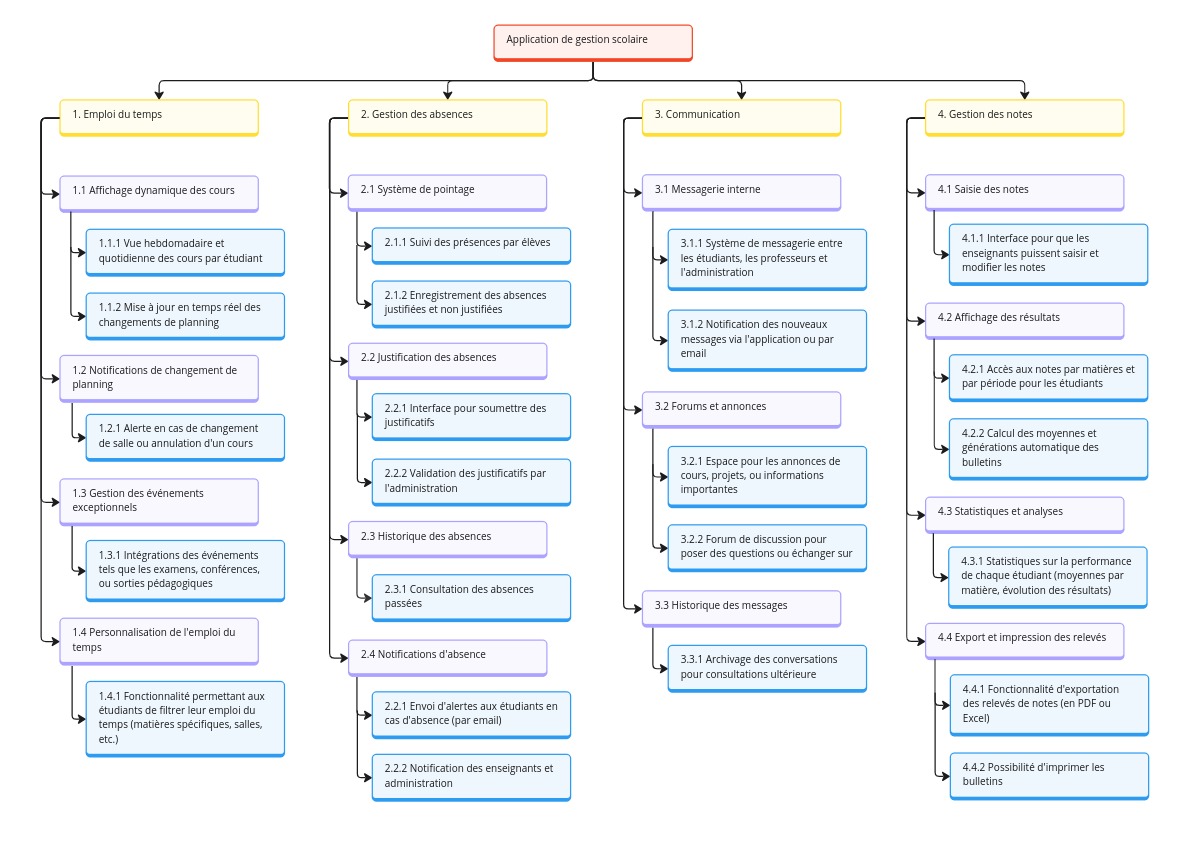 Application de gestion scolaire
1. Emploi du temps
1.1 Affichage dynamique des cours
1.1.1 Vue hebdomadaire et
quotidienne des cours par étudiant
1.1.2 Mise à jour en temps réel des
changements de planning
1.2 Notifications de changement de
planning
1.2.1 Alerte en cas de changement
de salle ou annulation d'un cours
1.3 Gestion des événements
exceptionnels
1.3.1 Intégrations des événements
tels que les examens, conférences,
ou sorties pédagogiques
1.4 Personnalisation de l'emploi du
temps
1.4.1 Fonctionnalité permettant aux
étudiants de filtrer leur emploi du
temps (matières spécifiques, salles,
etc.)
2. Gestion des absences
2.1 Système de pointage
2.1.1 Suivi des présences par élèves
2.1.2 Enregistrement des absences
justifiées et non justifiées
2.2 Justification des absences
2.2.1 Interface pour soumettre des
justificatifs
2.2.2 Validation des justificatifs par
l'administration
2.3 Historique des absences
2.3.1 Consultation des absences
passées
2.4 Notifications d'absence
2.2.1 Envoi d'alertes aux étudiants en
cas d'absence (par email)
2.2.2 Notification des enseignants et
administration
3. Communication
3.1 Messagerie interne
3.1.1 Système de messagerie entre
les étudiants, les professeurs et
l'administration
3.1.2 Notification des nouveaux
messages via l'application ou par
email
3.2 Forums et annonces
3.2.1 Espace pour les annonces de
cours, projets, ou informations
importantes
3.2.2 Forum de discussion pour
poser des questions ou échanger sur
3.3 Historique des messages
3.3.1 Archivage des conversations
pour consultations ultérieure
4. Gestion des notes
4.1 Saisie des notes
4.1.1 Interface pour que les
enseignants puissent saisir et
modifier les notes
4.2 Affichage des résultats
4.2.1 Accès aux notes par matières et
par période pour les étudiants
4.2.2 Calcul des moyennes et
générations automatique des
bulletins
4.3 Statistiques et analyses
4.3.1 Statistiques sur la performance
de chaque étudiant (moyennes par
matière, évolution des résultats)
4.4 Export et impression des relevés
4.4.1 Fonctionnalité d'exportation
des relevés de notes (en PDF ou
Excel)
4.4.2 Possibilité d'imprimer les
bulletins